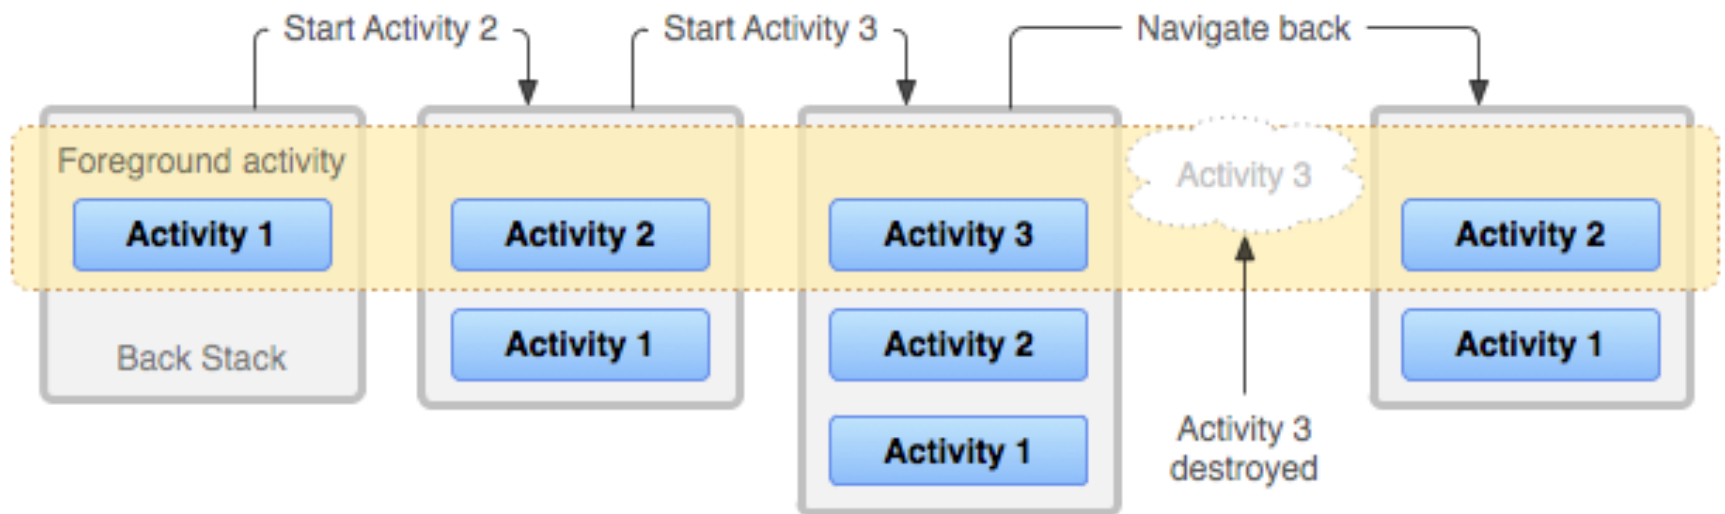 Start Activity 2
Start Activity 3
Navigate back
Foreground activity
Activity 1
Back Stack
Activity 2
Activity 1
Activity 3
Activity 2
Activity 1
Activity 3
Activity 3
destroyed
Activity 2
Activity 1